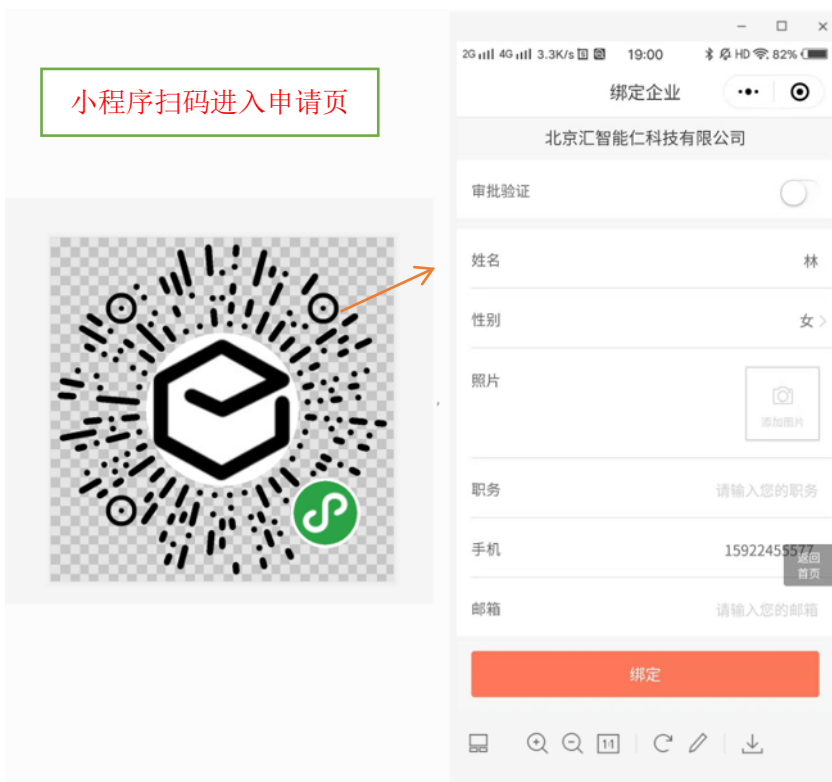 小程序扫码进入申请页
2G 4G 3.3K/s 19:00 HD 82%
绑定企业
北京汇智能仁科技有限公司
审批验证
姓名 林
性别 女
照片
添加图片
职务 请输入您的职务
手机 15922455577
返回
首页
邮箱 请输入您的邮箱
绑定
1:1